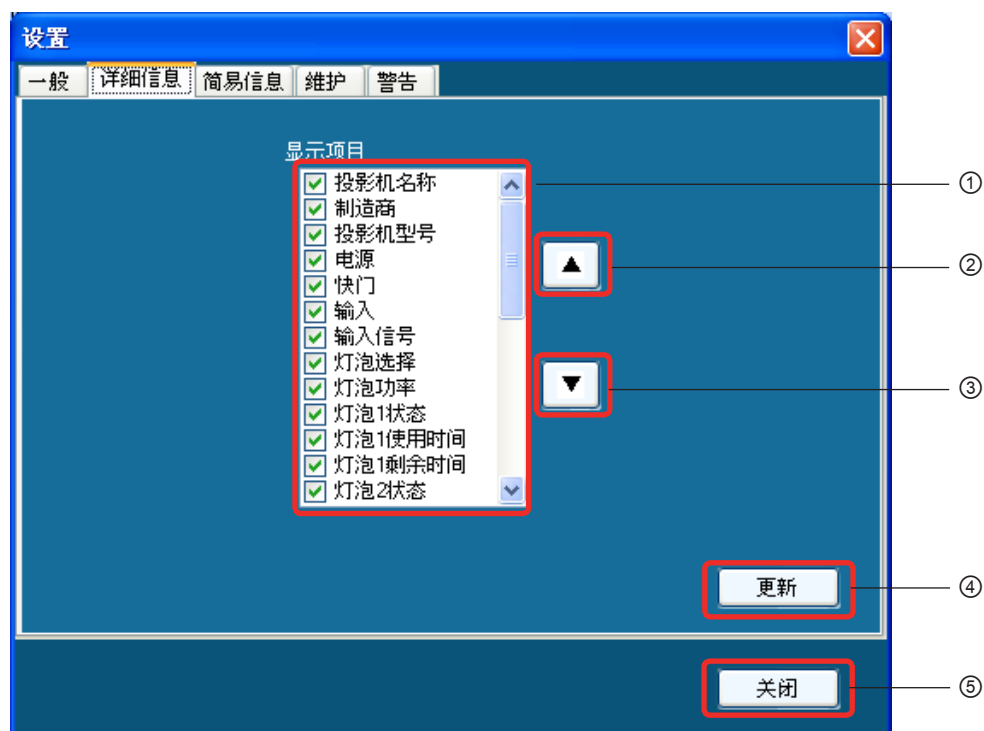 设置
一般 详细信息 简易信息 维护 警告
显示项目
投影机名称 ①
制造商
投影机型号
电源 ②
快门
输入
输入信号
灯泡选择
灯泡功率 ③
灯泡1状态
灯泡1使用时间
灯泡1剩余时间
灯泡2状态
更新 ④
关闭 ⑤